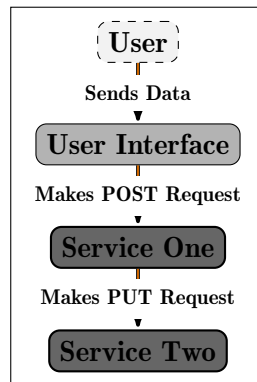 User
Sends Data
User Interface
Makes POST Request
Service One
Makes PUT Request
Service Two